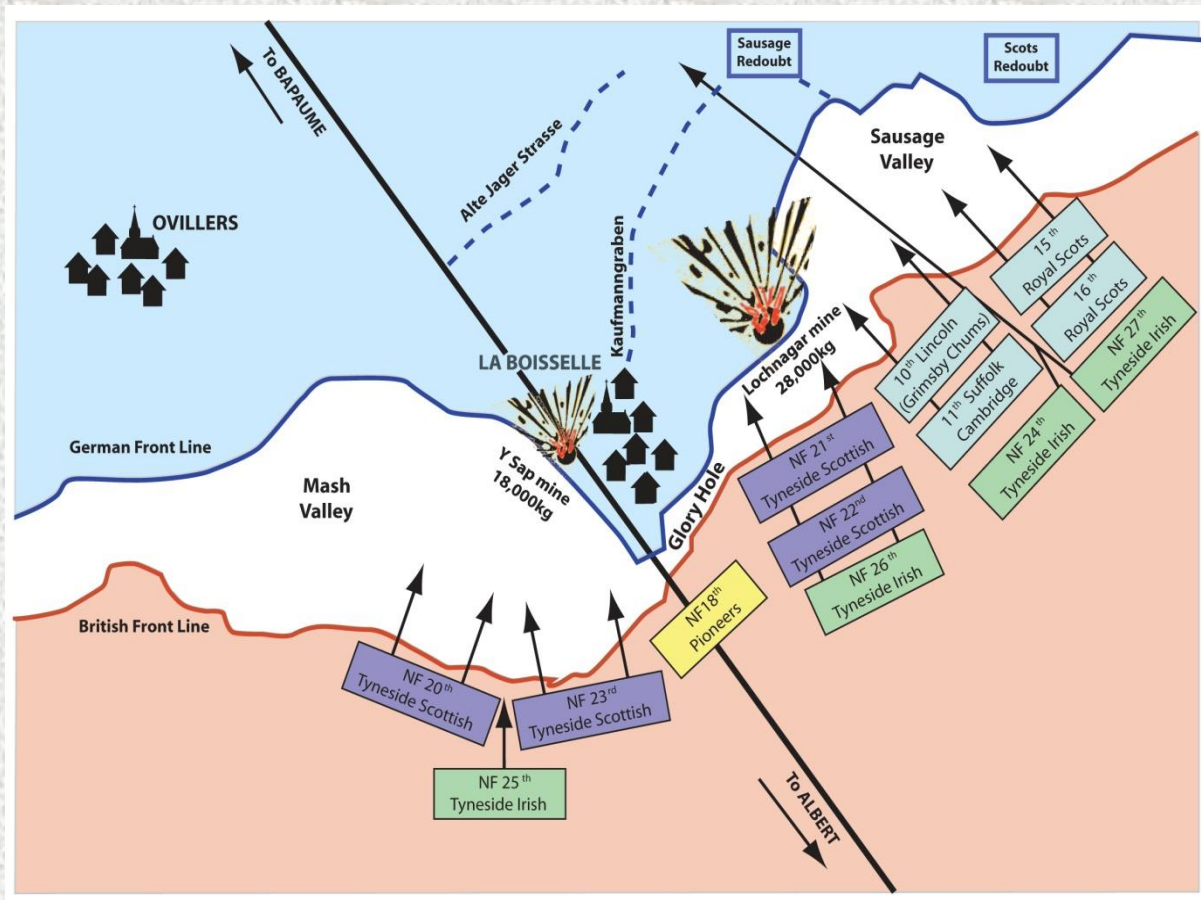 To BAPAUME
Sausage
Redoubt
Scots
Redoubt
Alte Jager Strasse
Sausage
Valley
OVILLERS
Kaufmanngraben
LA BOISSELLE
Lochnagar mine
28,000kg
15th
Royal Scots
16th
Royal Scots
NF 27th
Tyneside Irish
10th Lincoln
(Grimsby Chums)
11th Suffolk
Cambridge
NF 24th
Tyneside Irish
German Front Line
Mash
Valley
Y Sap mine
18,000kg
Glory Hole
NF 21st
Tyneside Scottish
NF 22nd
Tyneside Scottish
NF 26th
Tyneside Irish
British Front Line
NF18th
Pioneers
NF 20th
Tyneside Scottish
NF 23rd
Tyneside Scottish
NF 25th
Tyneside Irish
To ALBERT